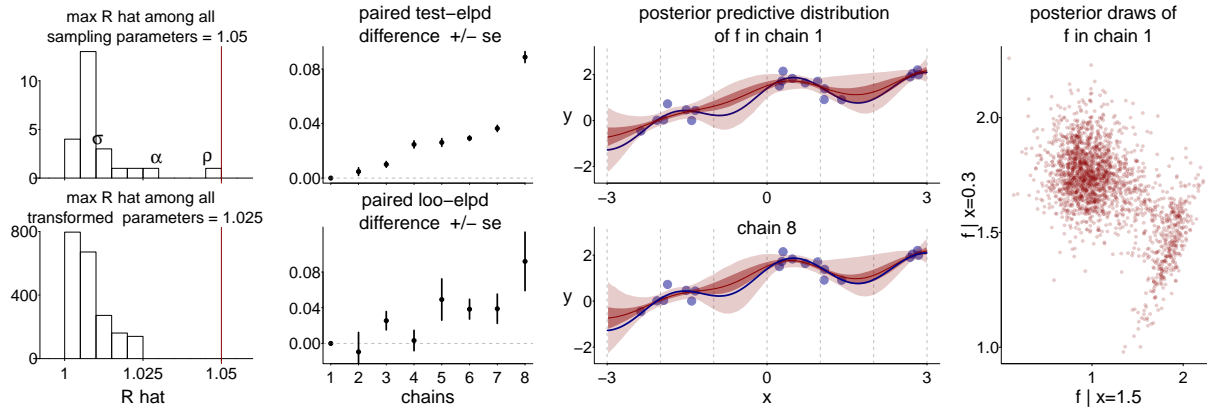 max R hat among all
sampling parameters = 1.05
10
5
0
σ
α
ρ
max R hat among all
transformed parameters = 1.025
800
400
0
1
1.025
1.05
R hat
paired test−elpd
difference +/− se
0.08
0.04
0.00
paired loo−elpd
difference +/− se
0.08
0.04
0.00
1 2 3 4 5 6 7 8
chains
posterior predictive distribution
of f in chain 1
2
0
−2
y
−3 0 3
chain 8
2
0
−2
y
−3 0 3
x
posterior draws of
f in chain 1
2.0
1.5
1.0
f | x=0.3
1 2
f | x=1.5